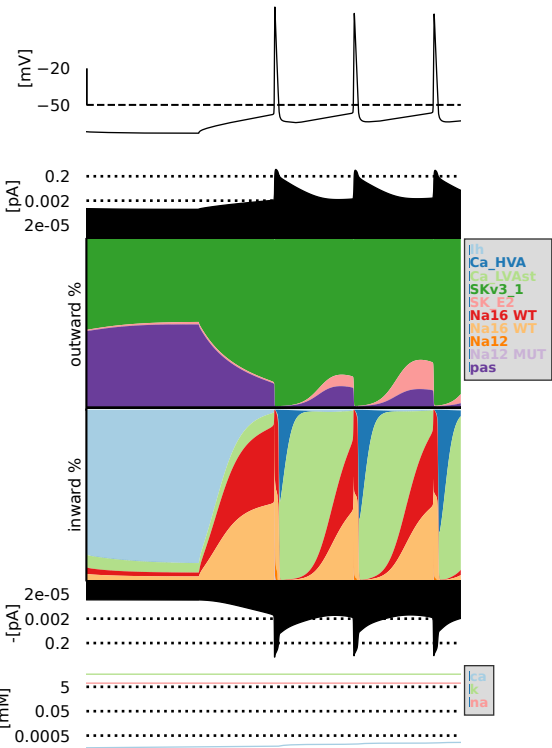 [mV]
−20
−50
[pA]
0.2
0.002
2e-05
outward %
Ih
Ca_HVA
Ca_LVAst
SKv3_1
SK_E2
Na16 WT
Na16 WT
Na12
Na12 MUT
pas
inward %
-[pA]
2e-05
0.002
0.2
[mM]
5
0.05
0.0005
ca
k
na